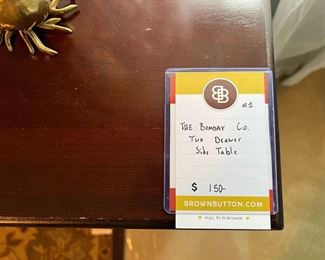 BB
#1
The Bombay Co.
Two Drawer
Side Table
$ 150-
BROWNBUTTON.COM
PULL TO PURCHASE